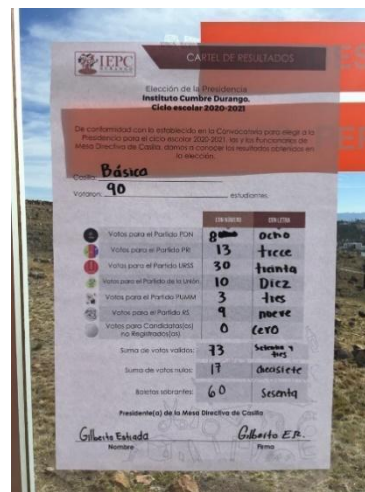 IEPC
DURANGO
CARTEL DE RESULTADOS
Elección de la Presidencia
Instituto Cumbre Durango.
Ciclo escolar 2020-2021
De conformidad con lo establecido en la Convocatoria para elegir a la
Presidencia para el ciclo escolar 2020-2021, las y los Funcionarios de
Mesa Directiva de Casilla, damos a conocer los resultados obtenidos en
la elección.
Casilla: Básica
Votaron: 90 estudiantes.
CON NÚMERO CON LETRA
Votos para el Partido PDN 8 ocho
Votos para el Partido PR 13 trece
Votos para el Partido URSS 30 trianta
Votos para el Partido de la Unión 10 Diez
Votos para el Partido PUMM 3 tres
Votos para el Partido RS 9 nueve
Votos para Candidatas(os)
no Registrados(as) 0 cero
Suma de votos validos: 73 Setenta y
tres
Suma de votos nulos: 17 diecisiete
Boletas sobrantes: 60 Sesenta
Presidente(a) de la Mesa Directiva de Casilla
Gilberto Estrada Gilberto E.R.
Nombre Firma